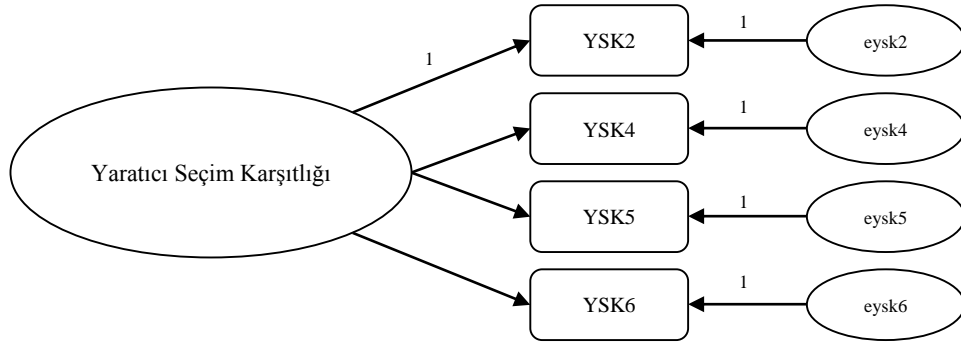 YSK2
1
eysk2
1
YSK4
1
eysk4
Yaratıcı Seçim Karşıtlığı
YSK5
1
eysk5
YSK6
1
eysk6